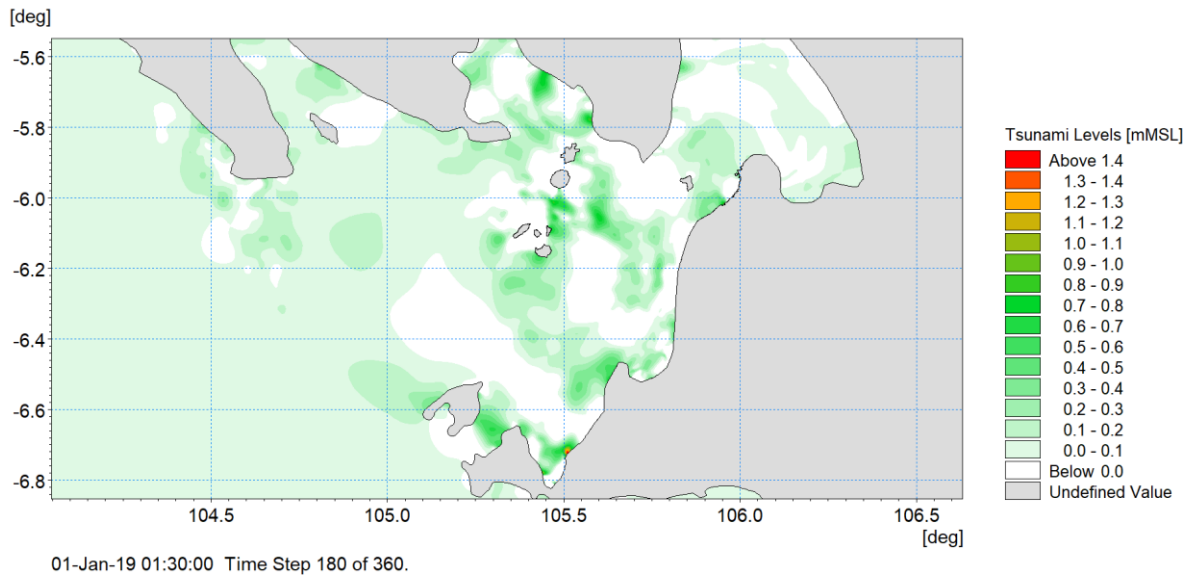 [deg]
-5.6
-5.8
-6.0
-6.2
-6.4
-6.6
-6.8
104.5 105.0 105.5 106.0 106.5
[deg]
01-Jan-19 01:30:00 Time Step 180 of 360.
Tsunami Levels [mMSL]
Above 1.4
1.3 - 1.4
1.2 - 1.3
1.1 - 1.2
1.0 - 1.1
0.9 - 1.0
0.8 - 0.9
0.7 - 0.8
0.6 - 0.7
0.5 - 0.6
0.4 - 0.5
0.3 - 0.4
0.2 - 0.3
0.1 - 0.2
0.0 - 0.1
Below 0.0
Undefined Value